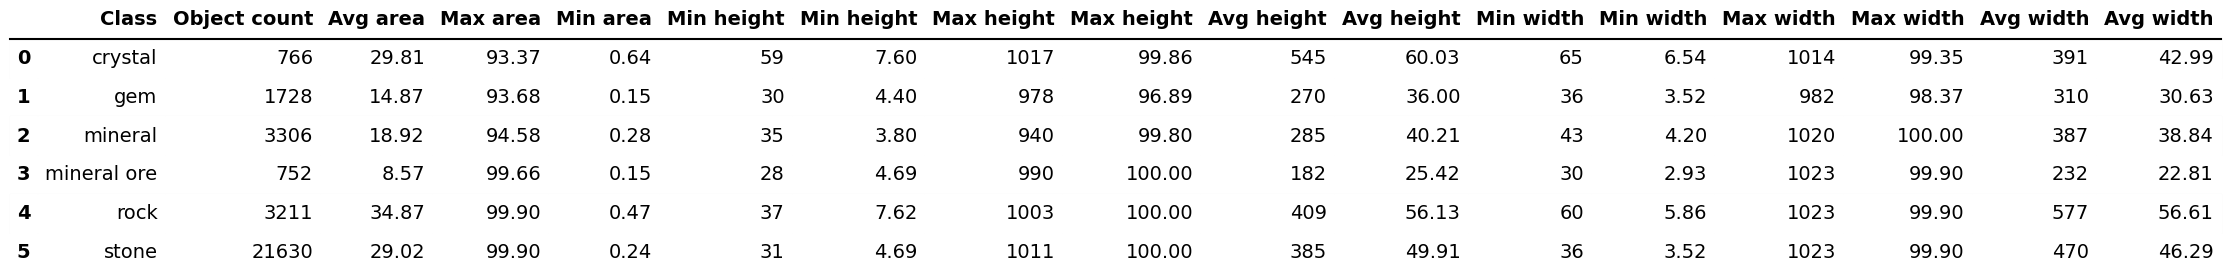 Class Object count Avg area Max area Min area Min height Min height Max height Max height Avg height Avg height Min width Min width Max width Max width Avg width Avg width
0 crystal 766 29.81 93.37 0.64 59 7.60 1017 99.86 545 60.03 65 6.54 1014 99.35 391 42.99
1 gem 1728 14.87 93.68 0.15 30 4.40 978 96.89 270 36.00 36 3.52 982 98.37 310 30.63
2 mineral 3306 18.92 94.58 0.28 35 3.80 940 99.80 285 40.21 43 4.20 1020 100.00 387 38.84
3 mineral ore 752 8.57 99.66 0.15 28 4.69 990 100.00 182 25.42 30 2.93 1023 99.90 232 22.81
4 rock 3211 34.87 99.90 0.47 37 7.62 1003 100.00 409 56.13 60 5.86 1023 99.90 577 56.61
5 stone 21630 29.02 99.90 0.24 31 4.69 1011 100.00 385 49.91 36 3.52 1023 99.90 470 46.29